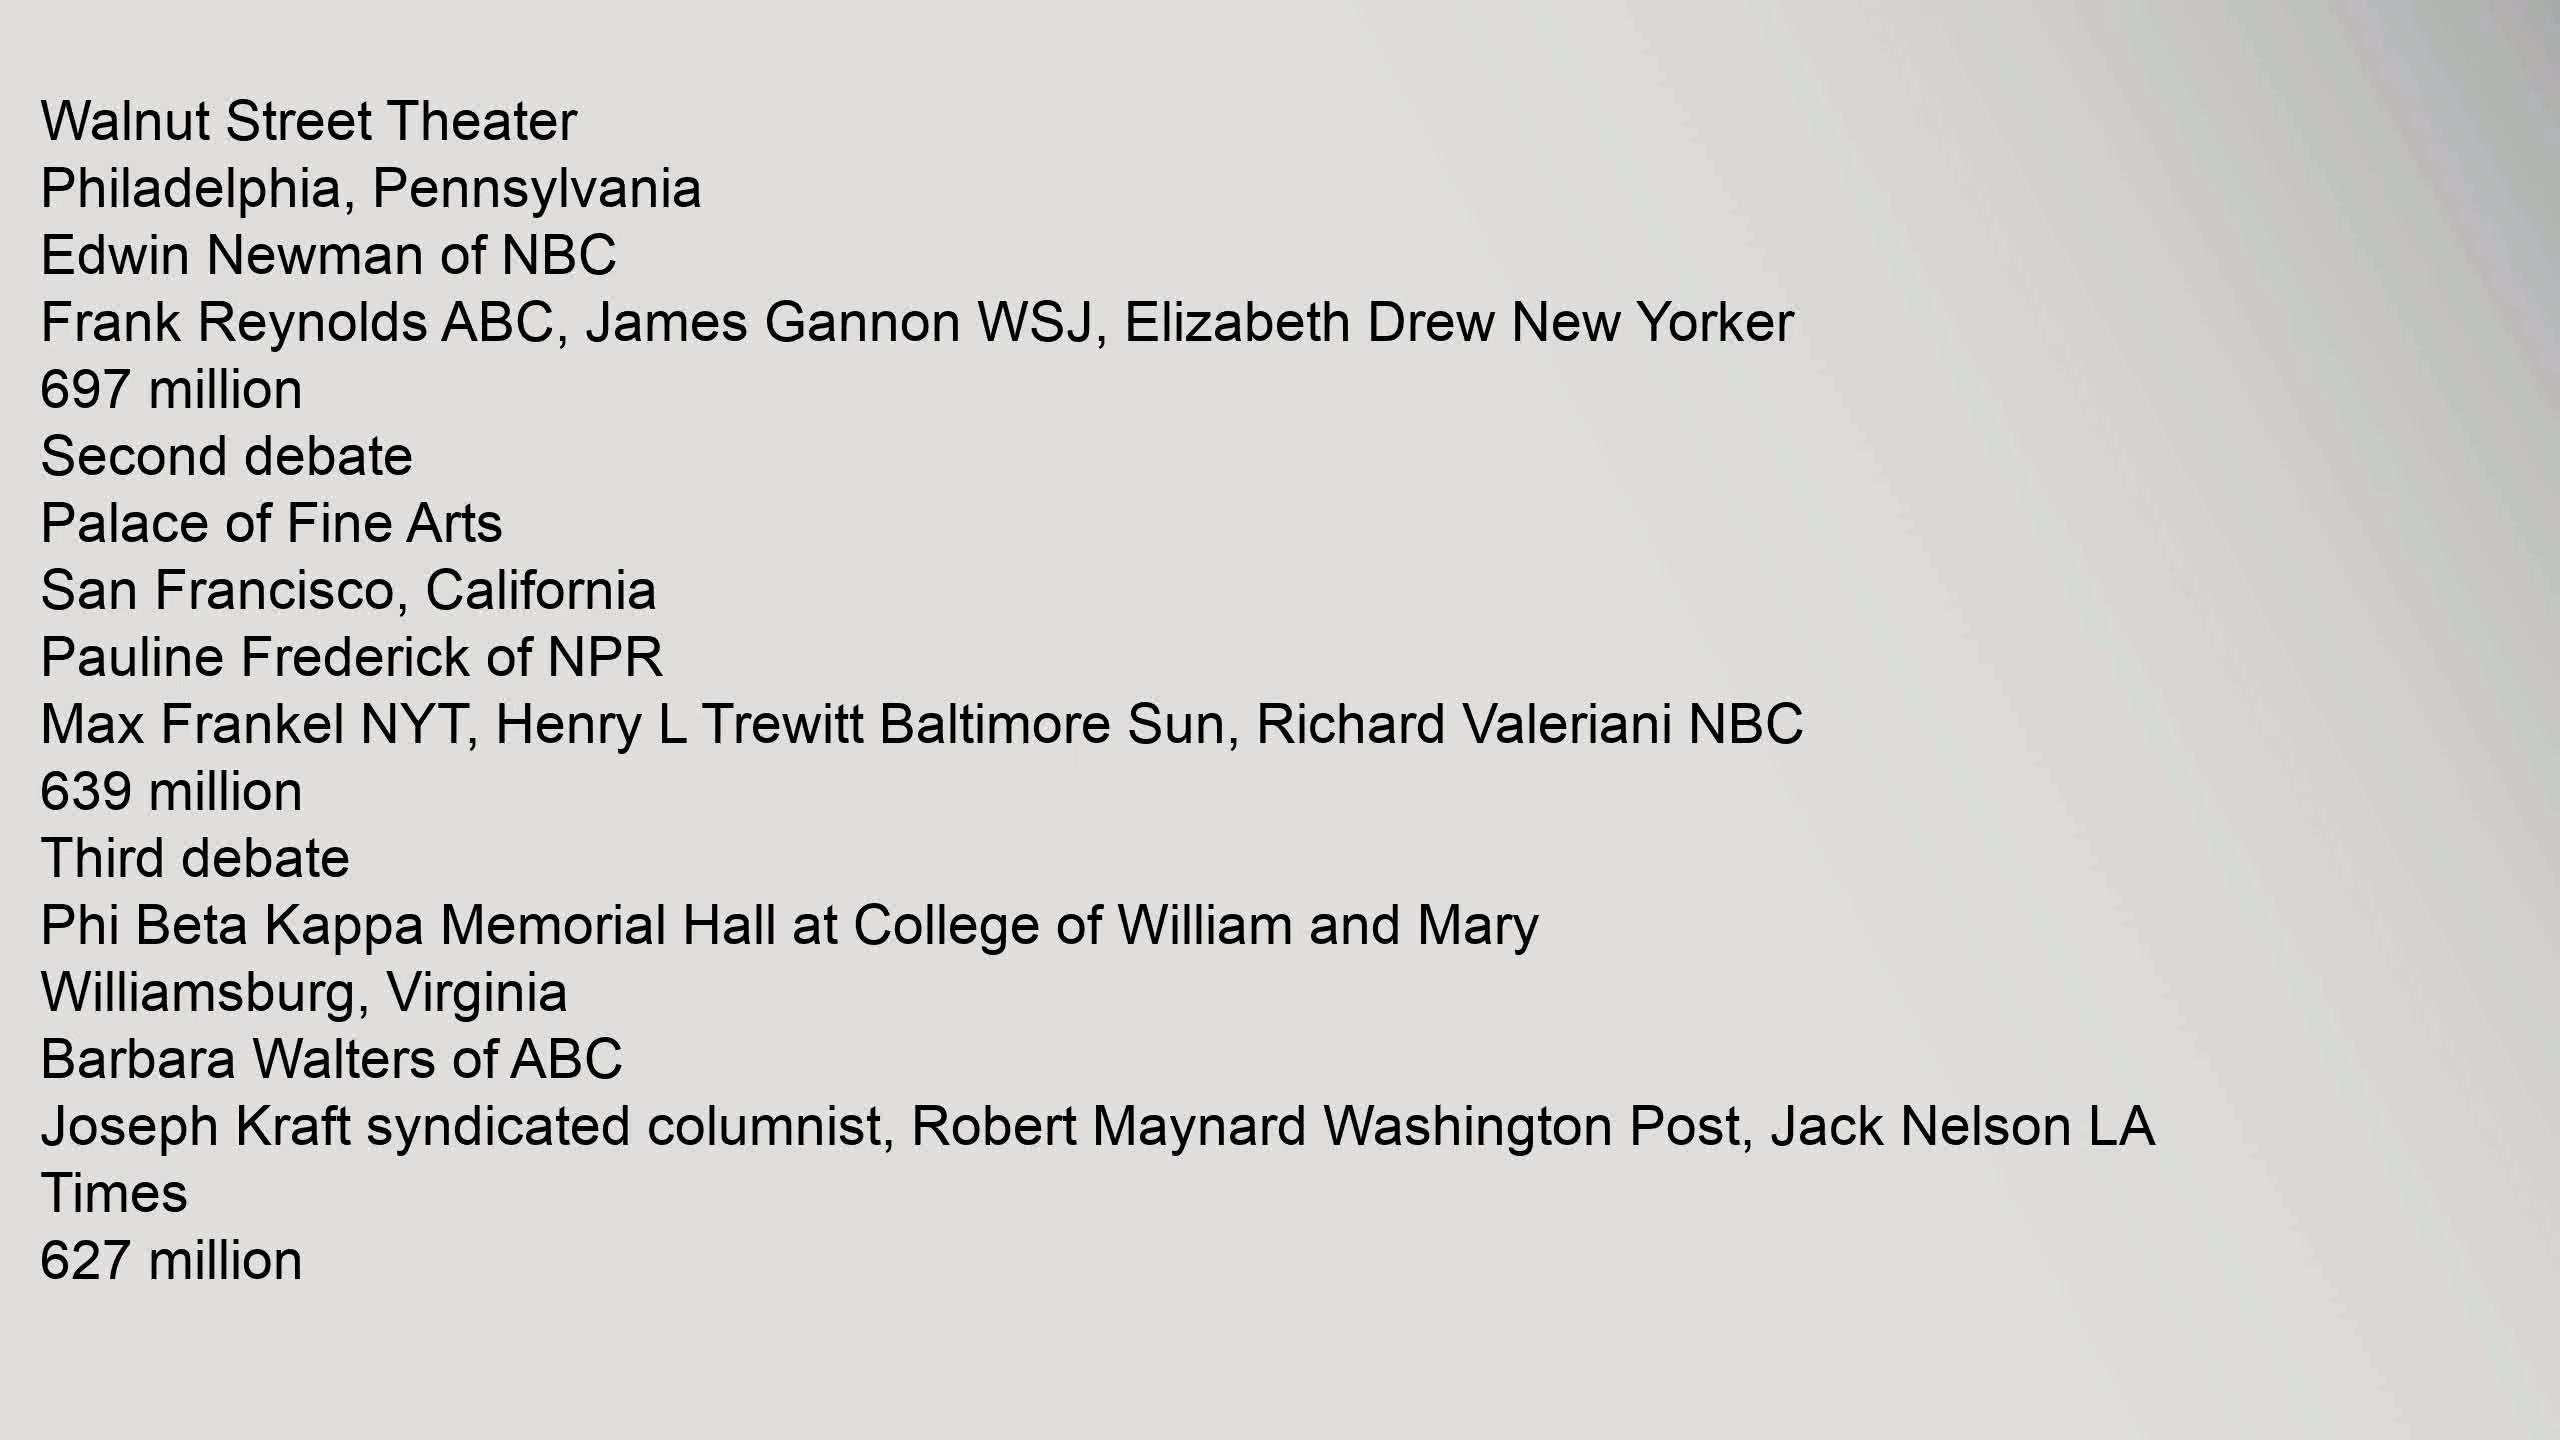 Walnut Street Theater
Philadelphia, Pennsylvania
Edwin Newman of NBC
Frank Reynolds ABC, James Gannon WSJ, Elizabeth Drew New Yorker
697 million
Second debate
Palace of Fine Arts
San Francisco, California
Pauline Frederick of NPR
Max Frankel NYT, Henry L Trewitt Baltimore Sun, Richard Valeriani NBC
639 million
Third debate
Phi Beta Kappa Memorial Hall at College of William and Mary
Williamsburg, Virginia
Barbara Walters of ABC
Joseph Kraft syndicated columnist, Robert Maynard Washington Post, Jack Nelson LA
Times
627 million